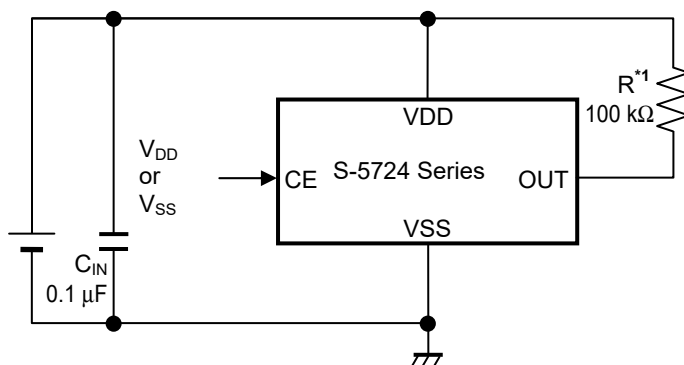 R*1
100 kΩ
VDD
VDD
or
VSS
CE
S-5724 Series
OUT
VSS
CIN
0.1 µF